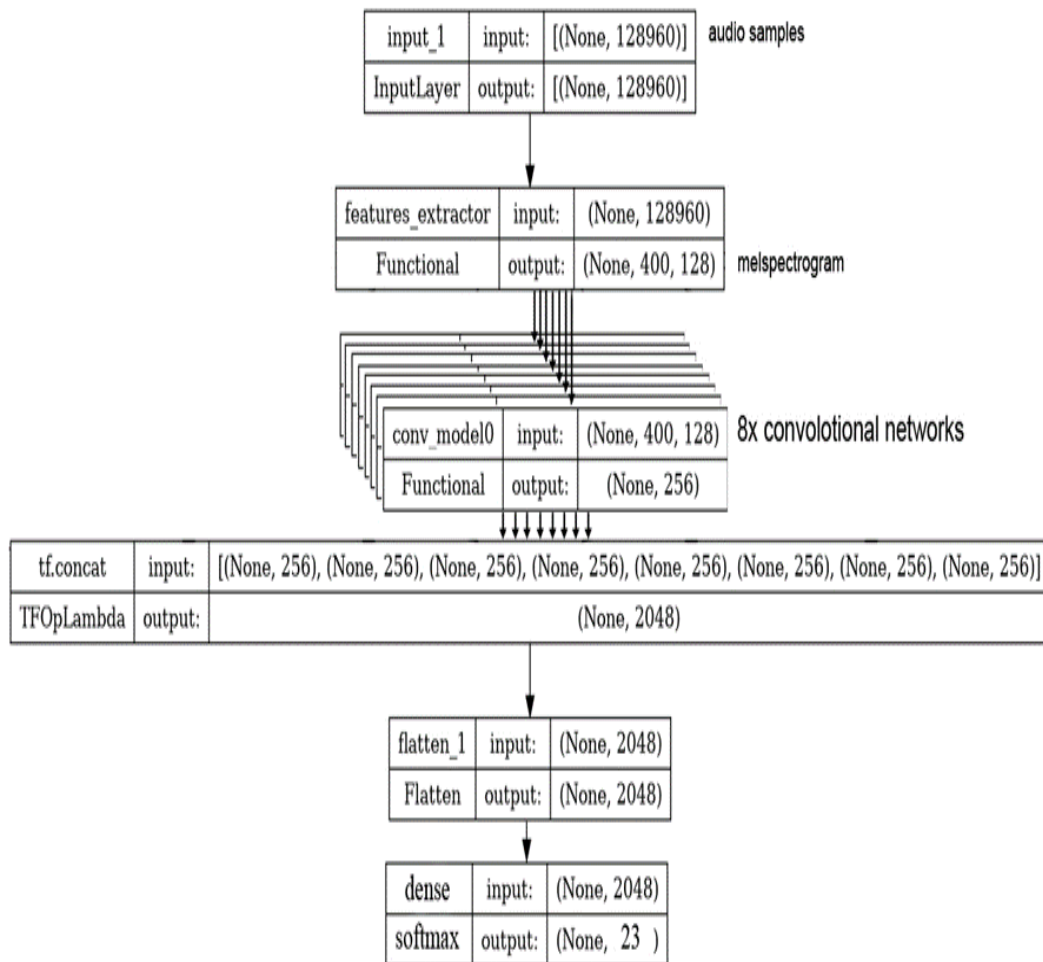 input_1 input: [(None, 128960)] audio samples
InputLayer output: [(None, 128960)]
features_extractor input: (None, 128960)
Functional output: (None, 400, 128) melspectrogram
conv_model0 input: (None, 400, 128) 8x convolotional networks
Functional output: (None, 256)
tf.concat input: [(None, 256), (None, 256), (None, 256), (None, 256), (None, 256), (None, 256), (None, 256), (None, 256)]
TFOpLambda output: (None, 2048)
flatten_1 input: (None, 2048)
Flatten output: (None, 2048)
dense input: (None, 2048)
softmax output: (None, 23 )